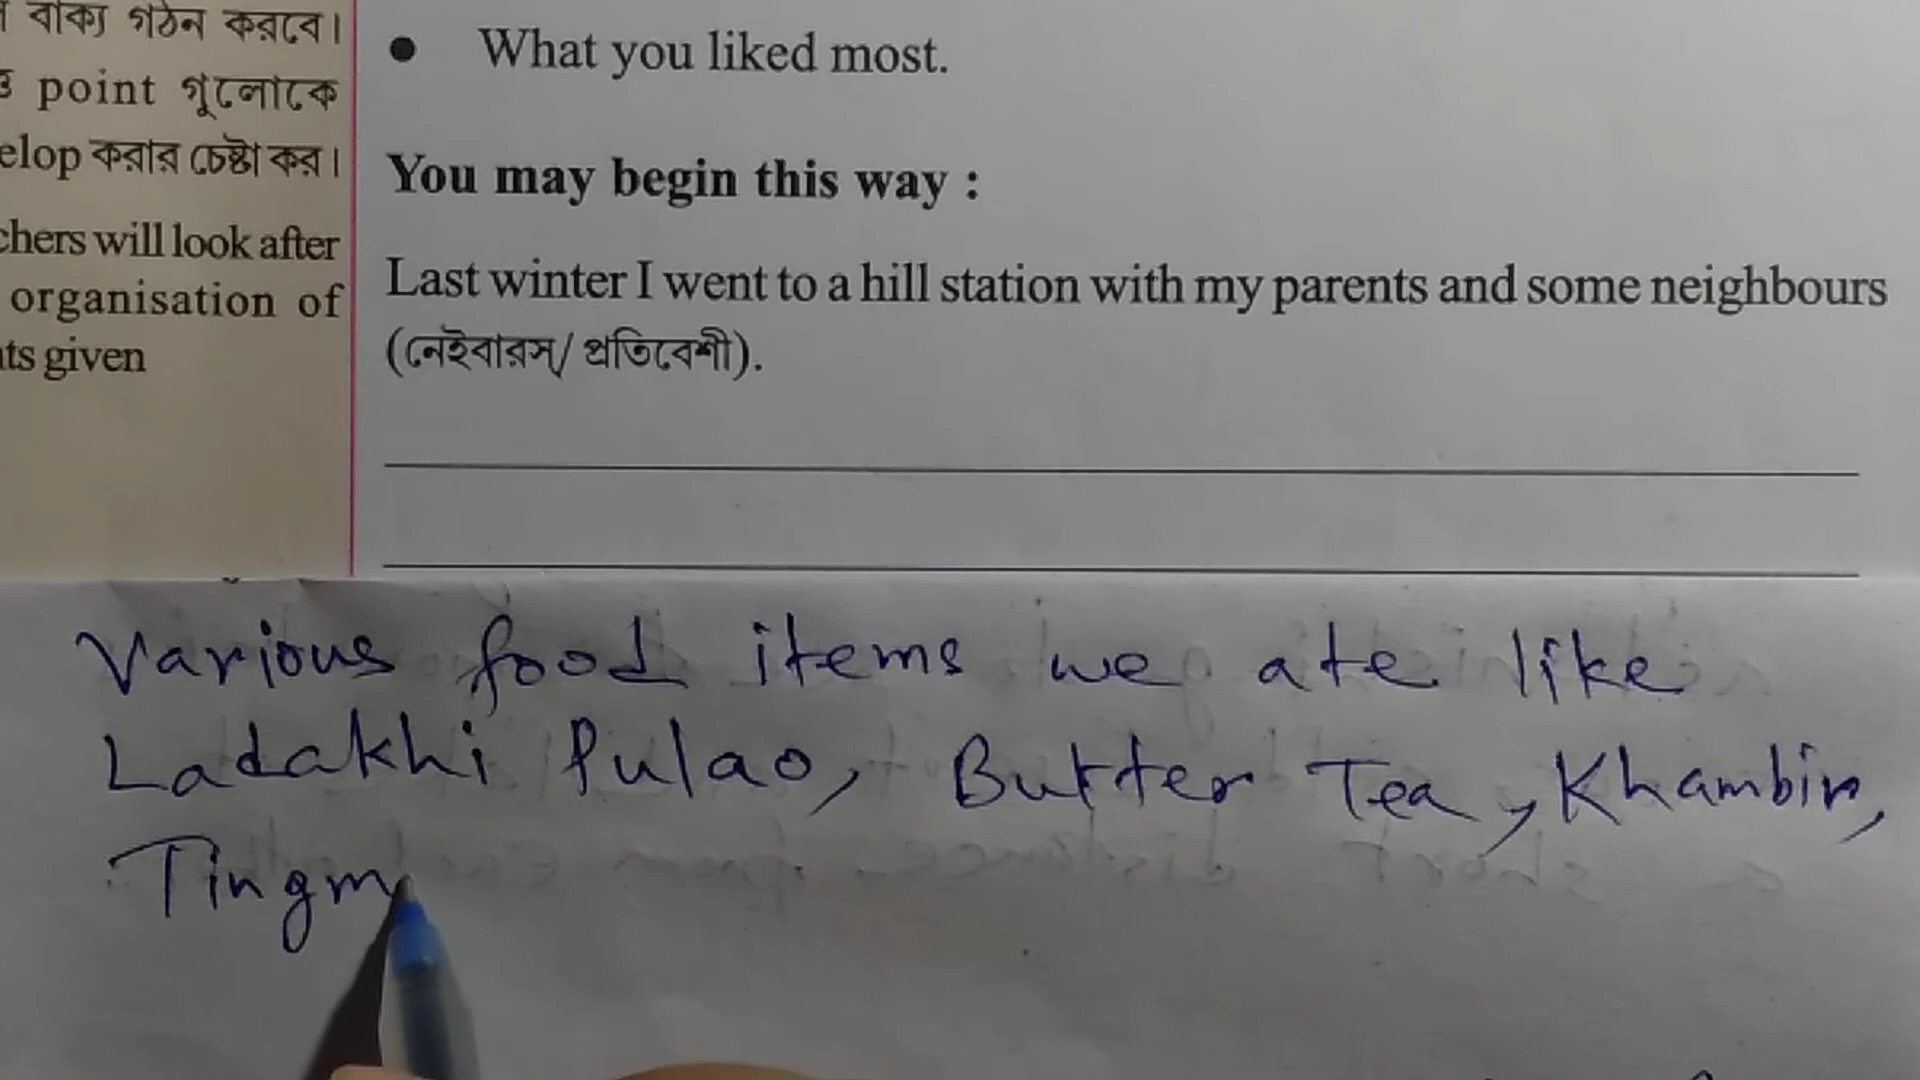 বাক্য গঠন করবে।
point গুলোকে
elop করার চেষ্টা কর।
chers will look after
organisation of
ts given
• What you liked most.
You may begin this way :
Last winter I went to a hill station with my parents and some neighbours
(নেইবারস্/ প্রতিবেশী).
Various food items we ate like
Ladakhi Pulao, Butter Tea, Khambir,
Tingm